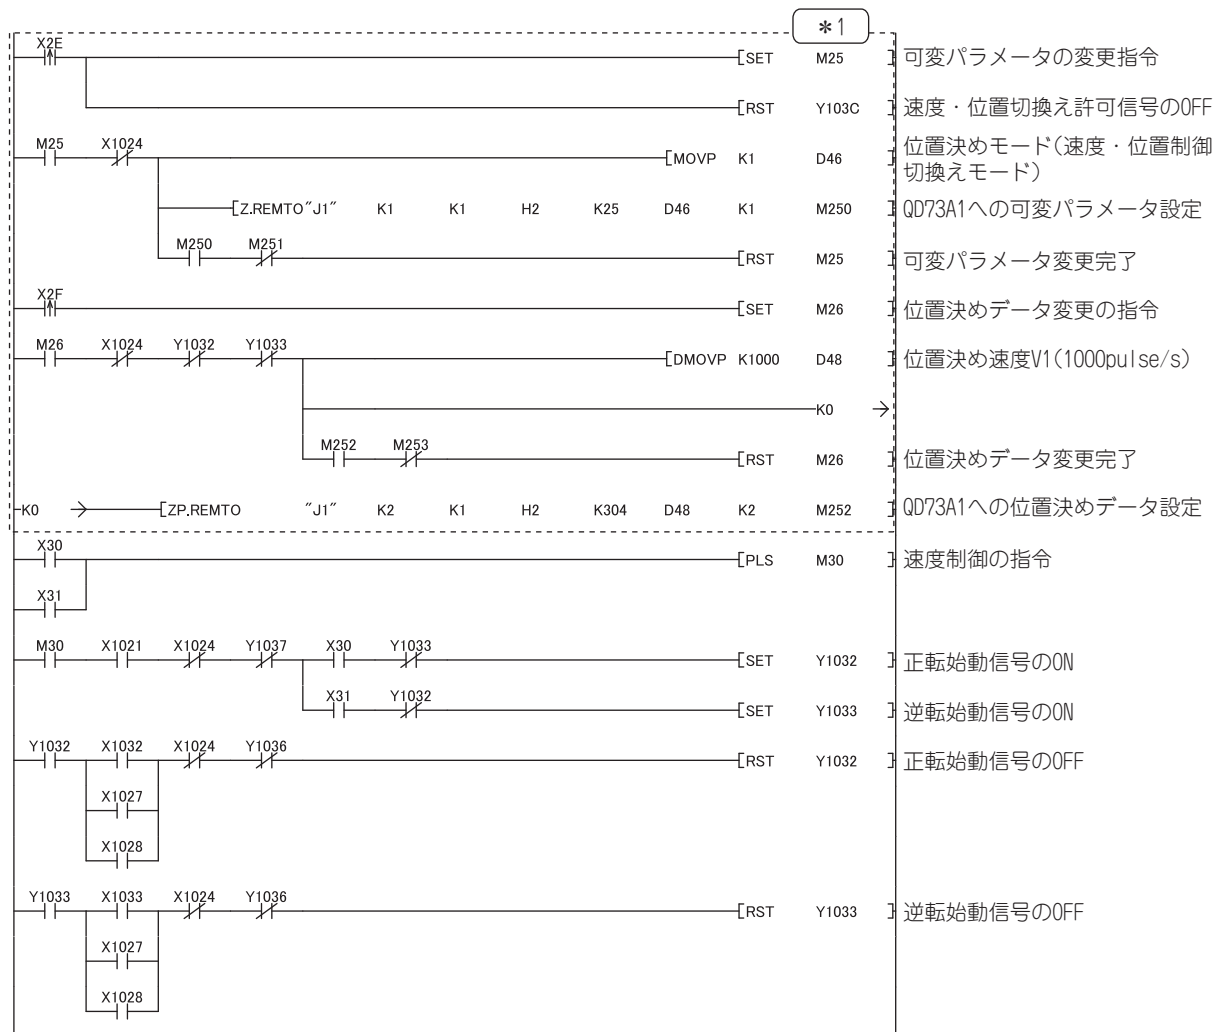 *1
X2E
[SET M25 ] 可変パラメータの変更指令
[RST Y103C ] 速度・位置切換え許可信号のOFF
M25 X1024
[MOVP K1 D46 ] 位置決めモード(速度・位置制御
切換えモード)
[Z.REMTO "J1" K1 K1 H2 K25 D46 K1 M250 ] QD73A1への可変パラメータ設定
M250 M251
[RST M25 ] 可変パラメータ変更完了
X2F
[SET M26 ] 位置決めデータ変更の指令
M26 X1024 Y1032 Y1033
[DMOVP K1000 D48 ] 位置決め速度V1(1000pulse/s)
K0
M252 M253
[RST M26 ] 位置決めデータ変更完了
K0 [ZP.REMTO "J1" K2 K1 H2 K304 D48 K2 M252 ] QD73A1への位置決めデータ設定
X30
[PLS M30 ] 速度制御の指令
X31
M30 X1021 X1024 Y1037 X30 Y1033
[SET Y1032 ] 正転始動信号のON
X31 Y1032
[SET Y1033 ] 逆転始動信号のON
Y1032 X1032 X1024 Y1036
[RST Y1032 ] 正転始動信号のOFF
X1027
X1028
Y1033 X1033 X1024 Y1036
[RST Y1033 ] 逆転始動信号のOFF
X1027
X1028